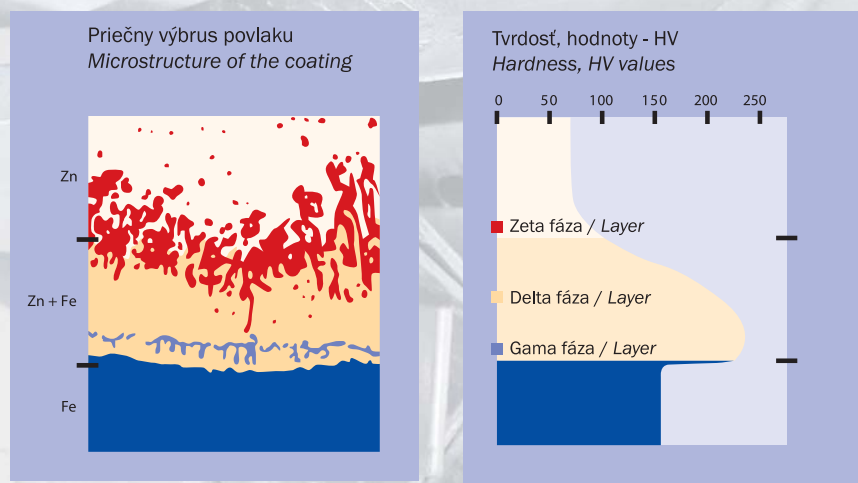 Priečny výbrus povlaku
Microstructure of the coating
Zn
Zn + Fe
Fe
Tvrdosť, hodnoty - HV
Hardness, HV values
0 50 100 150 200 250
Zeta fáza / Layer
Delta fáza / Layer
Gama fáza / Layer